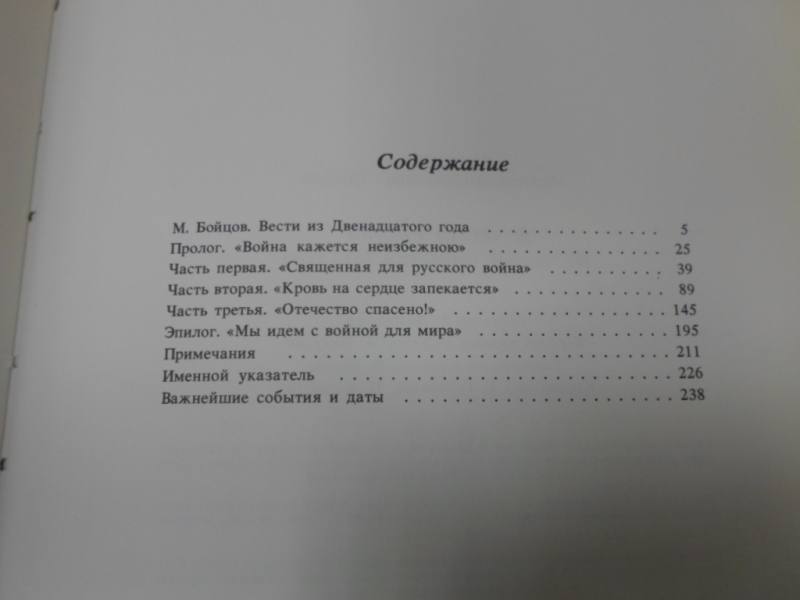 Содержание
М. Бойцов. Вести из Двенадцатого года . . . . . . . . . . . . . . . 5
Пролог. «Война кажется неизбежною» . . . . . . . . . . . . . . . 25
Часть первая. «Священная для русского война» . . . . . . . . . . 39
Часть вторая. «Кровь на сердце запекается» . . . . . . . . . . . . . 89
Часть третья. «Отечество спасено!» . . . . . . . . . . . . . . . . . 145
Эпилог. «Мы идем с войной для мира» . . . . . . . . . . . . . . . 195
Примечания . . . . . . . . . . . . . . . . . . . . . . . . . . . . . 211
Именной указатель . . . . . . . . . . . . . . . . . . . . . . . . . . 226
Важнейшие события и даты . . . . . . . . . . . . . . . . . . . . . 238